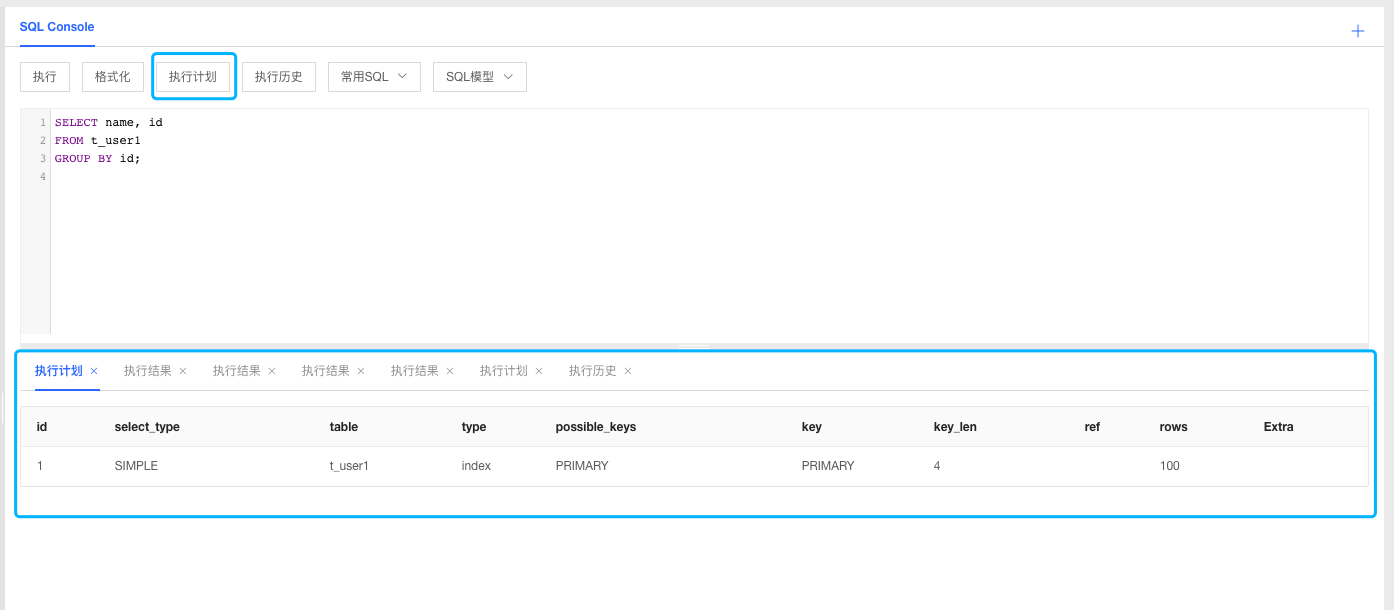 SQL Console
执行 格式化 执行计划 执行历史 常用SQL SQL模型
1 SELECT name, id
2 FROM t_user1
3 GROUP BY id;
4
执行计划 × 执行结果 × 执行结果 × 执行结果 × 执行结果 × 执行计划 × 执行历史 ×
id select_type table type possible_keys key key_len ref rows Extra
1 SIMPLE t_user1 index PRIMARY PRIMARY 4 100